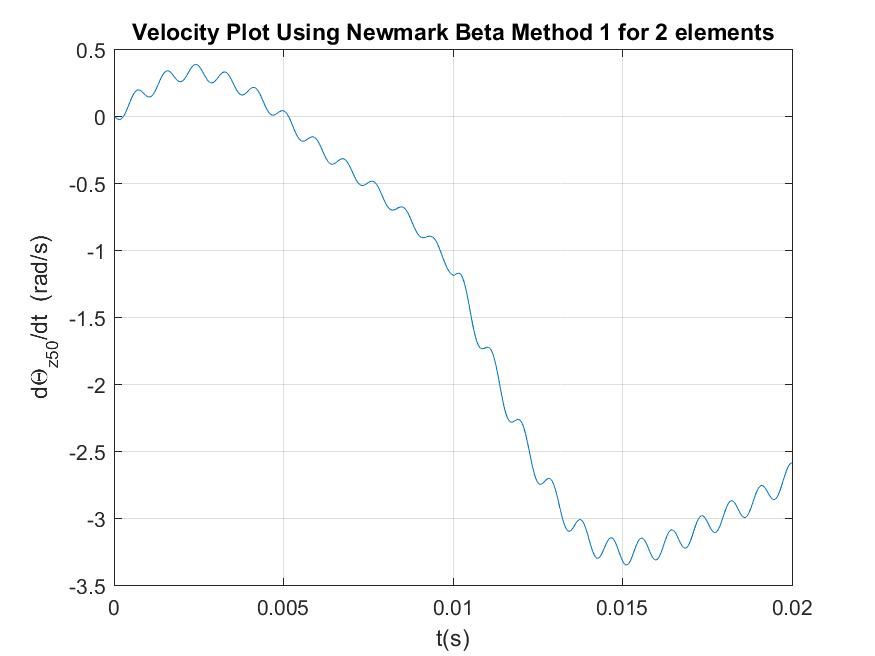 Velocity Plot Using Newmark Beta Method 1 for 2 elements
0.5
0
-0.5
-1
-1.5
-2
-2.5
-3
-3.5
dΘz50/dt (rad/s)
0 0.005 0.01 0.015 0.02
t(s)